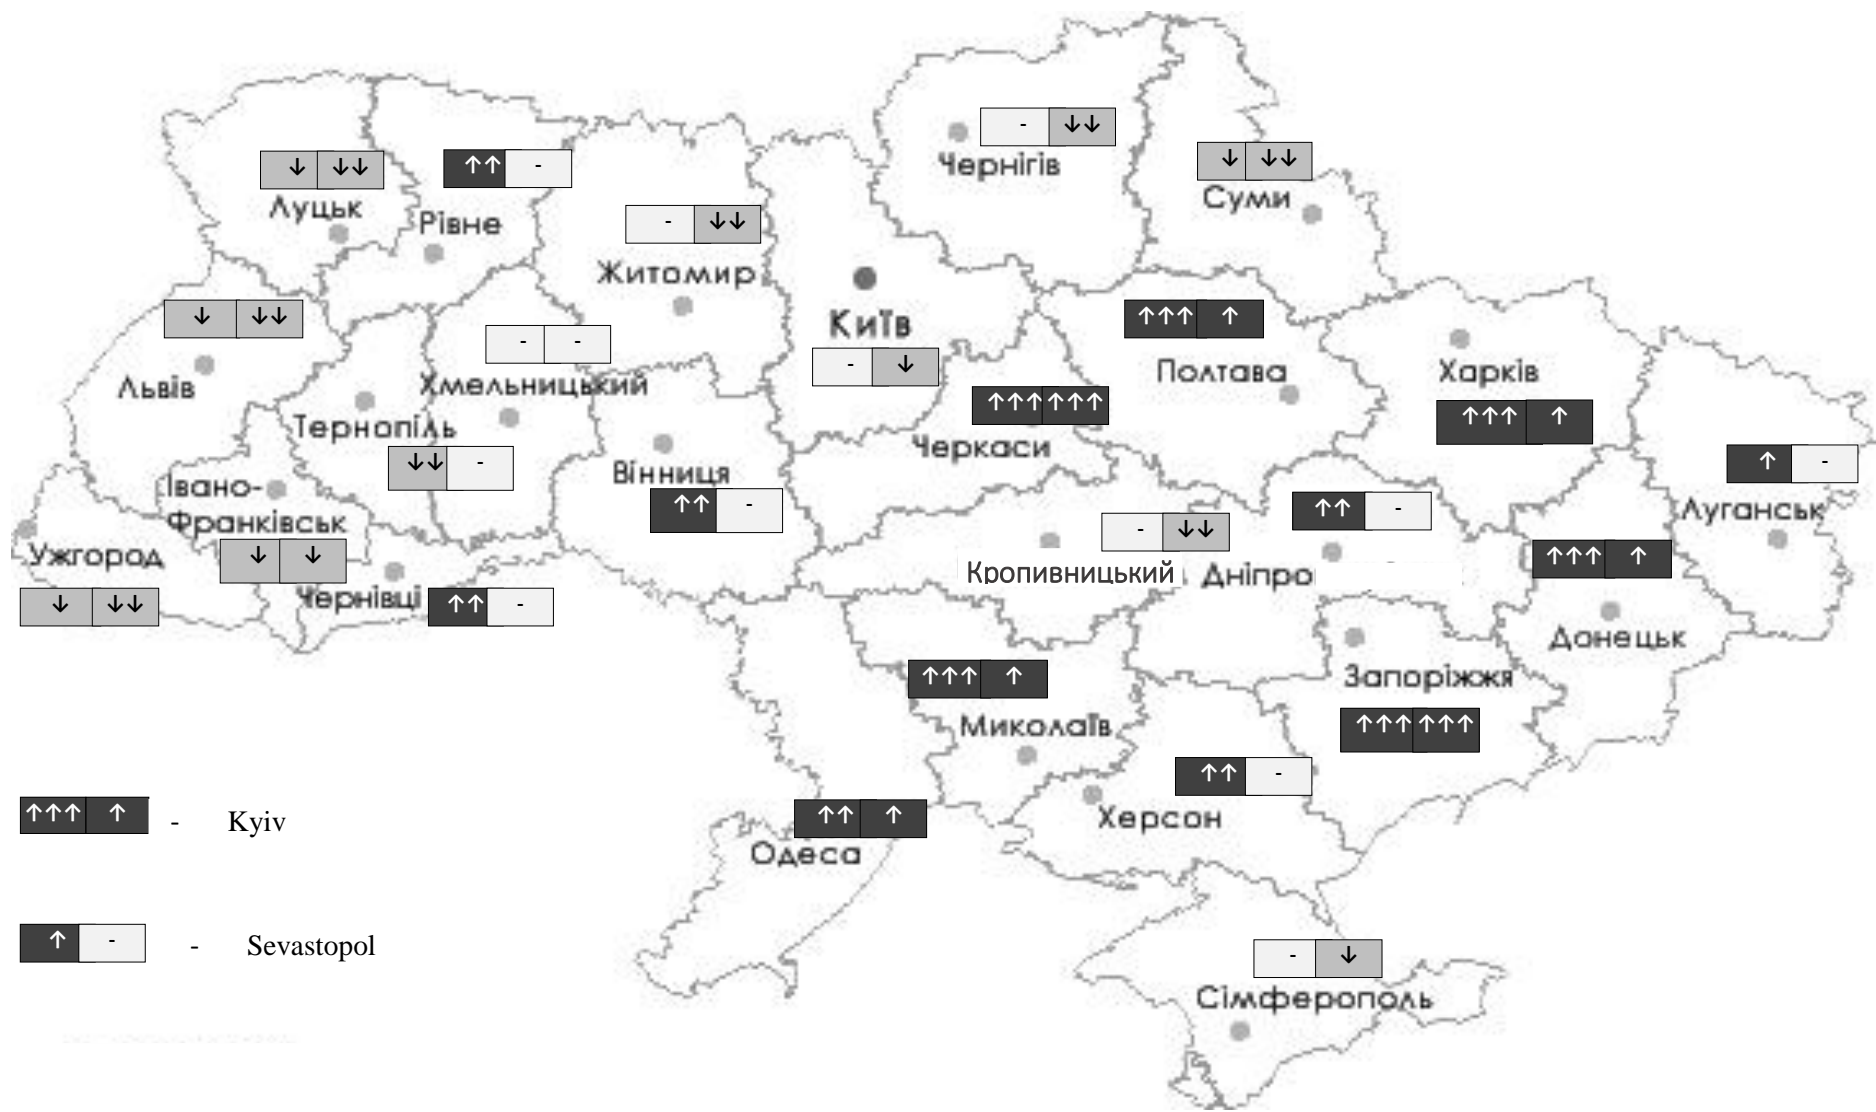 - ↓↓
Чернігів
↓ ↓↓
Суми
↓ ↓↓
Луцьк
↑↑ -
Рівне
- ↓↓
Житомир
↓ ↓↓
Львів
- -
Хмельницький
Київ
- ↓
↑↑↑ ↑
Полтава
Харків
↑↑↑ ↑
↑↑↑ ↑↑↑
Черкаси
Тернопіль
↓↓ -
Вінниця
↑↑ -
↑ -
Луганськ
Івано-
Франківськ
↓ ↓
Ужгород
↓ ↓↓
Чернівці
↑↑ -
- ↓↓
Кропивницький
↑↑ -
Дніпро
↑↑↑ ↑
Донецьк
Запоріжжя
↑↑↑ ↑↑↑
↑↑↑ ↑
Миколаїв
↑↑ -
Херсон
↑↑ ↑
Одеса
- ↓
Сімферополь
↑↑↑ ↑ - Kyiv
↑ - - Sevastopol